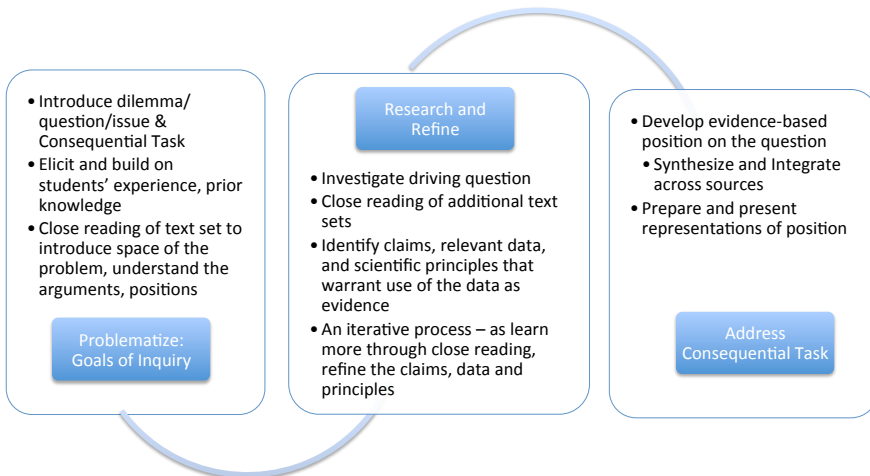 • Introduce dilemma/
question/issue &
Consequential Task
• Elicit and build on
students' experience, prior
knowledge
• Close reading of text set to
introduce space of the
problem, understand the
arguments, positions
Problematize:
Goals of Inquiry
Research and
Refine
• Investigate driving question
• Close reading of additional text
sets
• Identify claims, relevant data,
and scientific principles that
warrant use of the data as
evidence
• An iterative process – as learn
more through close reading,
refine the claims, data and
principles
• Develop evidence-based
position on the question
• Synthesize and Integrate
across sources
• Prepare and present
representations of position
Address
Consequential Task